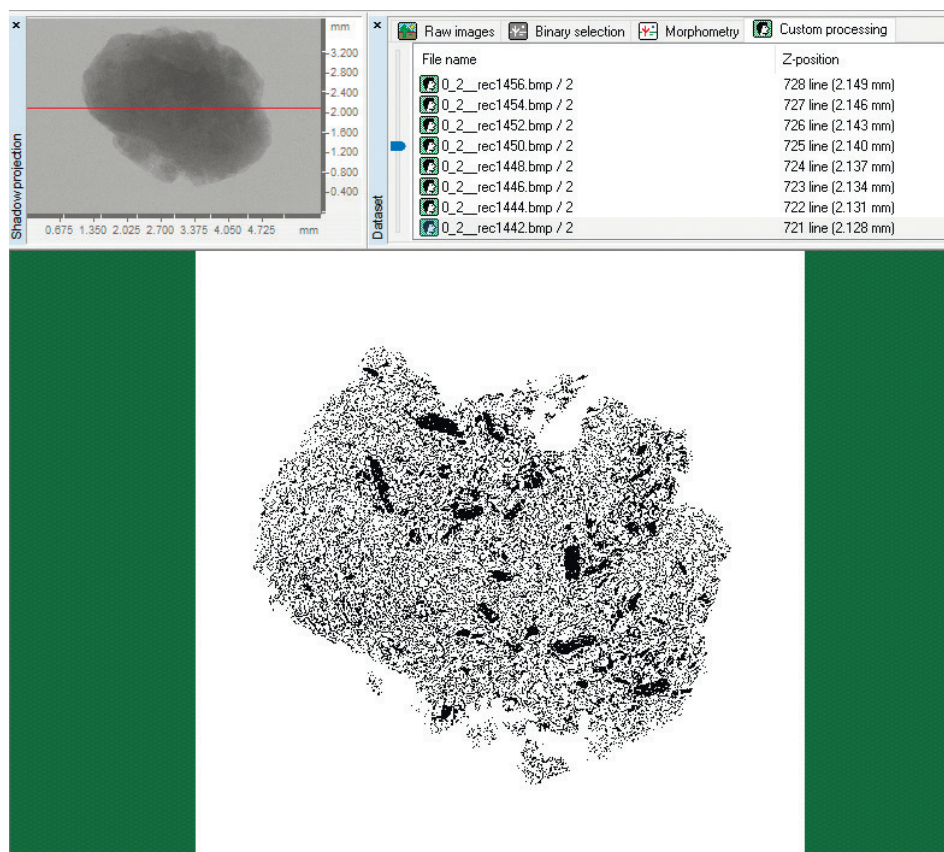 Shadow projection
mm
3.200
2.800
2.400
2.000
1.600
1.200
0.800
0.400
0.675 1.350 2.025 2.700 3.375 4.050 4.725 mm
Dataset
Raw images Binary selection Morphometry Custom processing
File name Z-position
0_2__rec1456.bmp / 2 728 line (2.149 mm)
0_2__rec1454.bmp / 2 727 line (2.146 mm)
0_2__rec1452.bmp / 2 726 line (2.143 mm)
0_2__rec1450.bmp / 2 725 line (2.140 mm)
0_2__rec1448.bmp / 2 724 line (2.137 mm)
0_2__rec1446.bmp / 2 723 line (2.134 mm)
0_2__rec1444.bmp / 2 722 line (2.131 mm)
0_2__rec1442.bmp / 2 721 line (2.128 mm)